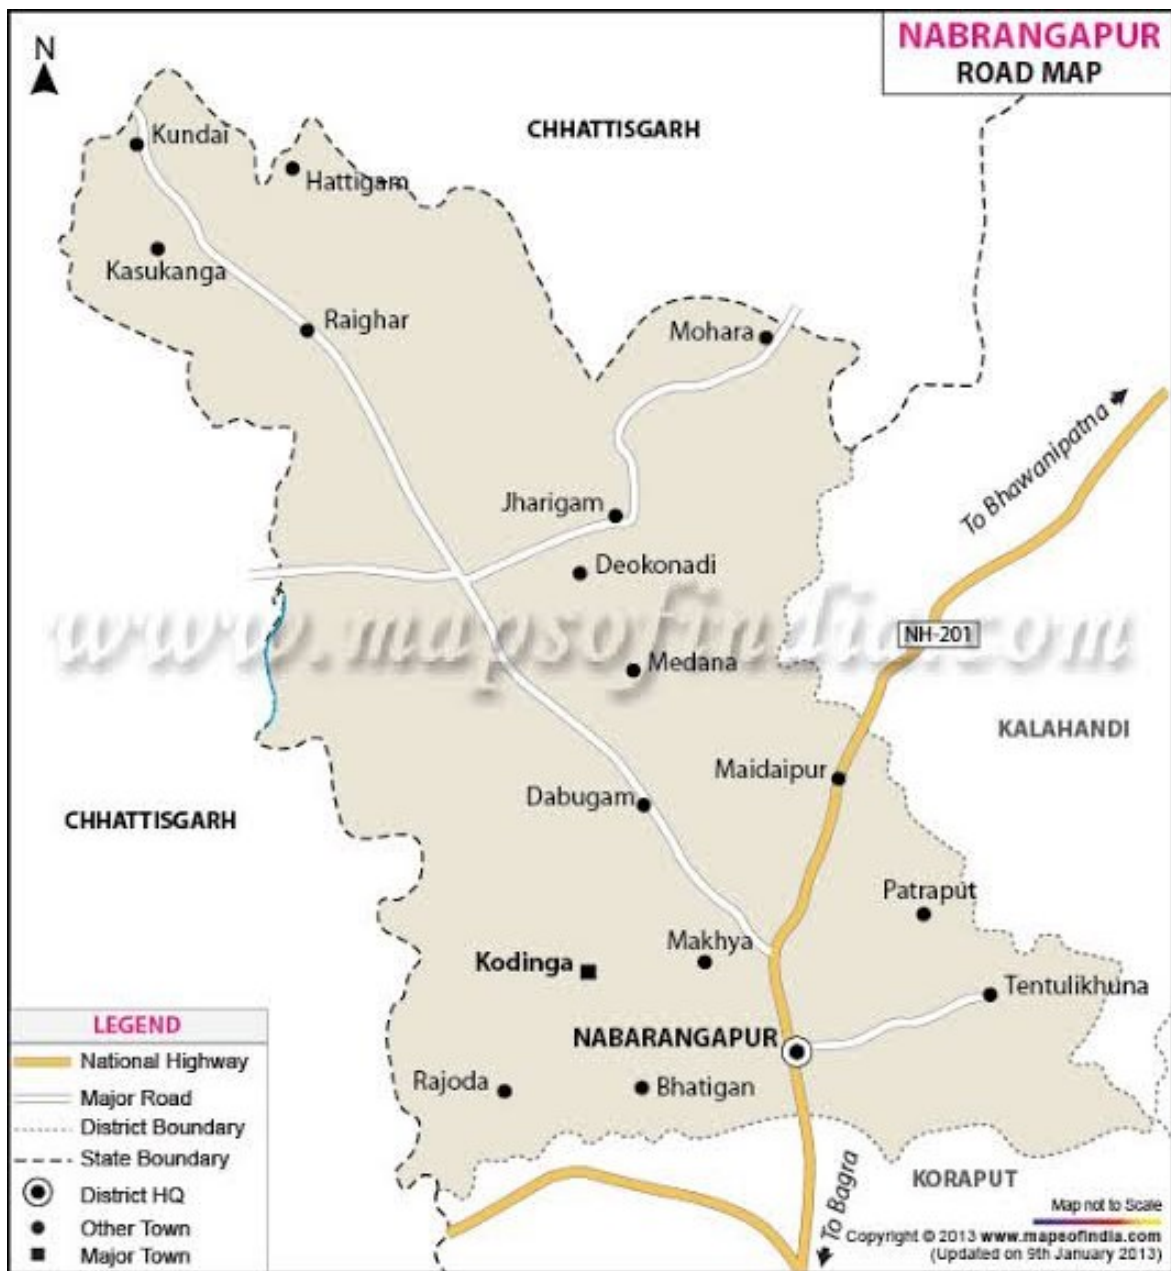 NABRANGAPUR
ROAD MAP
N
CHHATTISGARH
Kundai
Hattigam
Kasukanga
Raighar
Mohara
To Bhawanipatna
Jharigam
Deokonadi
www.mapsofindia.com
NH-201
Medana
KALAHANDI
Maidaipur
Dabugam
CHHATTISGARH
Patraput
Makhya
Kodinga
Tentulikhuna
NABARANGAPUR
Rajoda
Bhatigan
KORAPUT
To Bagra
LEGEND
National Highway
Major Road
District Boundary
State Boundary
District HQ
Other Town
Major Town
Map not to Scale
Copyright © 2013 www.mapsofindia.com
(Updated on 9th January 2013)